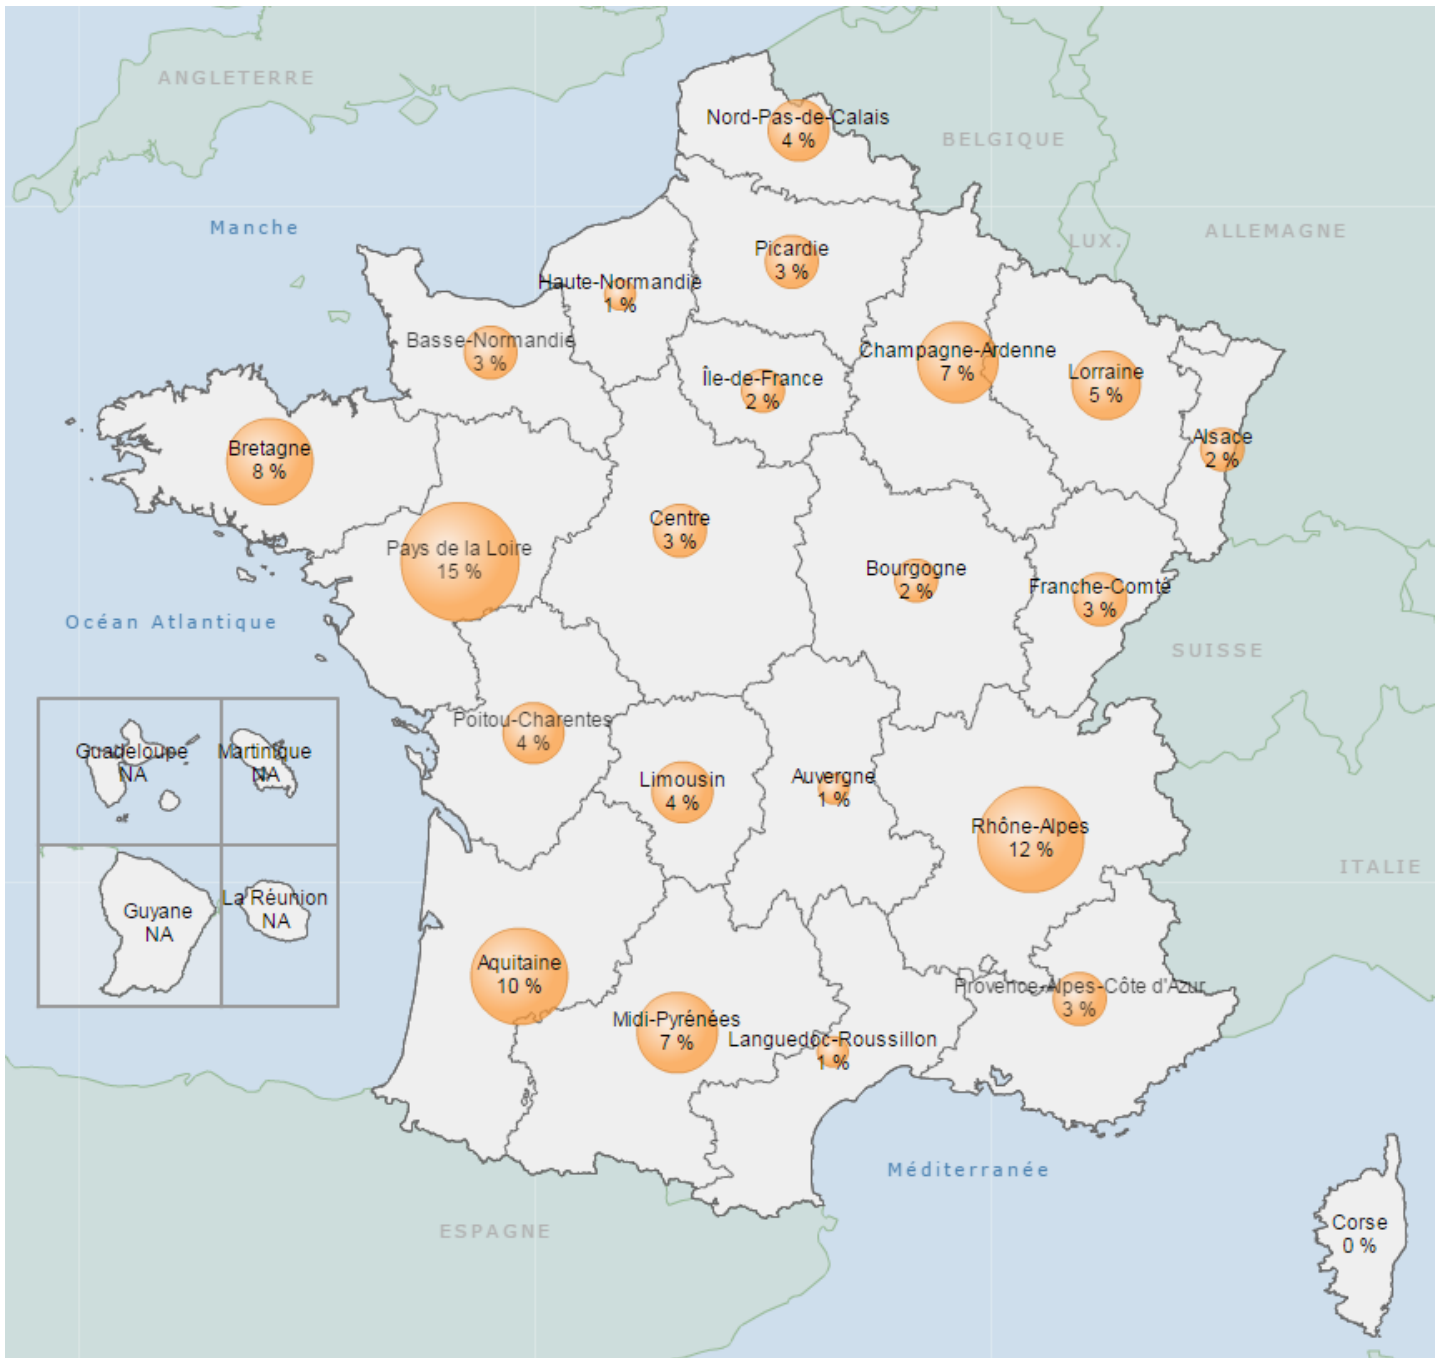 ANGLETERRE
Nord-Pas-de-Calais
4 %
BELGIQUE
Manche
LUX.
ALLEMAGNE
Picardie
3 %
Haute-Normandie
1 %
Basse-Normandie
3 %
Île-de-France
2 %
Champagne-Ardenne
7 %
Lorraine
5 %
Alsace
2 %
Bretagne
8 %
Pays de la Loire
15 %
Centre
3 %
Bourgogne
2 %
Franche-Comté
3 %
Océan Atlantique
SUISSE
Poitou-Charentes
4 %
Guadeloupe
NA
Martinique
NA
Limousin
4 %
Auvergne
1 %
Rhône-Alpes
12 %
ITALIE
Guyane
NA
La Réunion
NA
Aquitaine
10 %
Midi-Pyrénées
7 %
Languedoc-Roussillon
1 %
Provence-Alpes-Côte d'Azur
3 %
Méditerranée
ESPAGNE
Corse
0 %